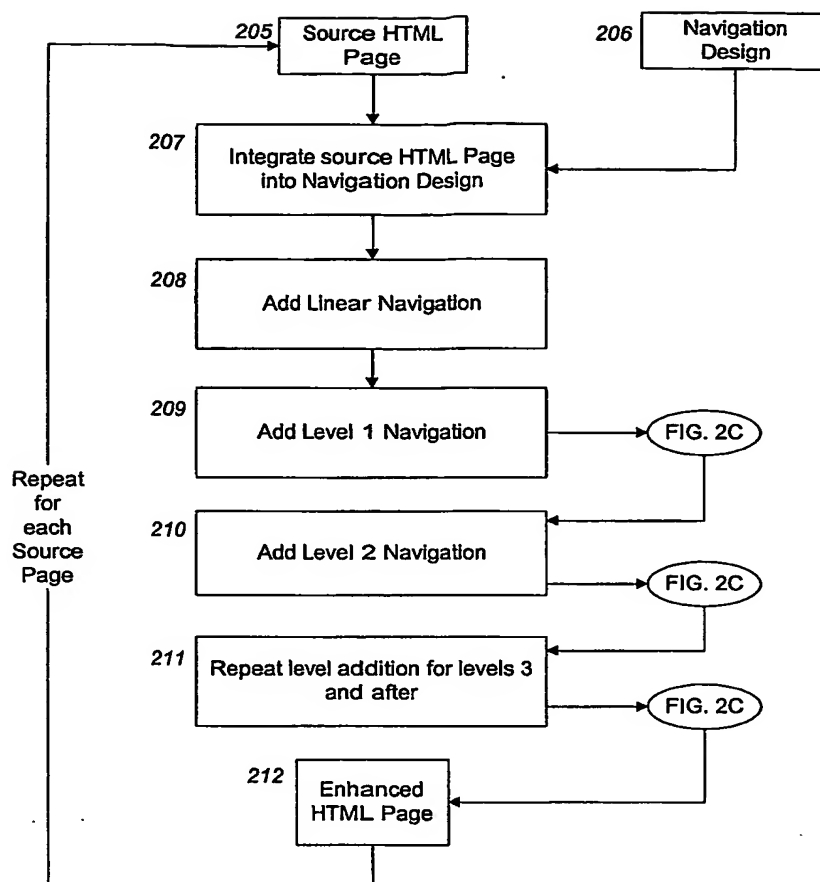 205
Source HTML
Page
206
Navigation
Design
207
Integrate source HTML Page
into Navigation Design
208
Add Linear Navigation
209
Add Level 1 Navigation
FIG. 2C
Repeat
for
each
Source
Page
210
Add Level 2 Navigation
FIG. 2C
211
Repeat level addition for levels 3
and after
FIG. 2C
212
Enhanced
HTML Page